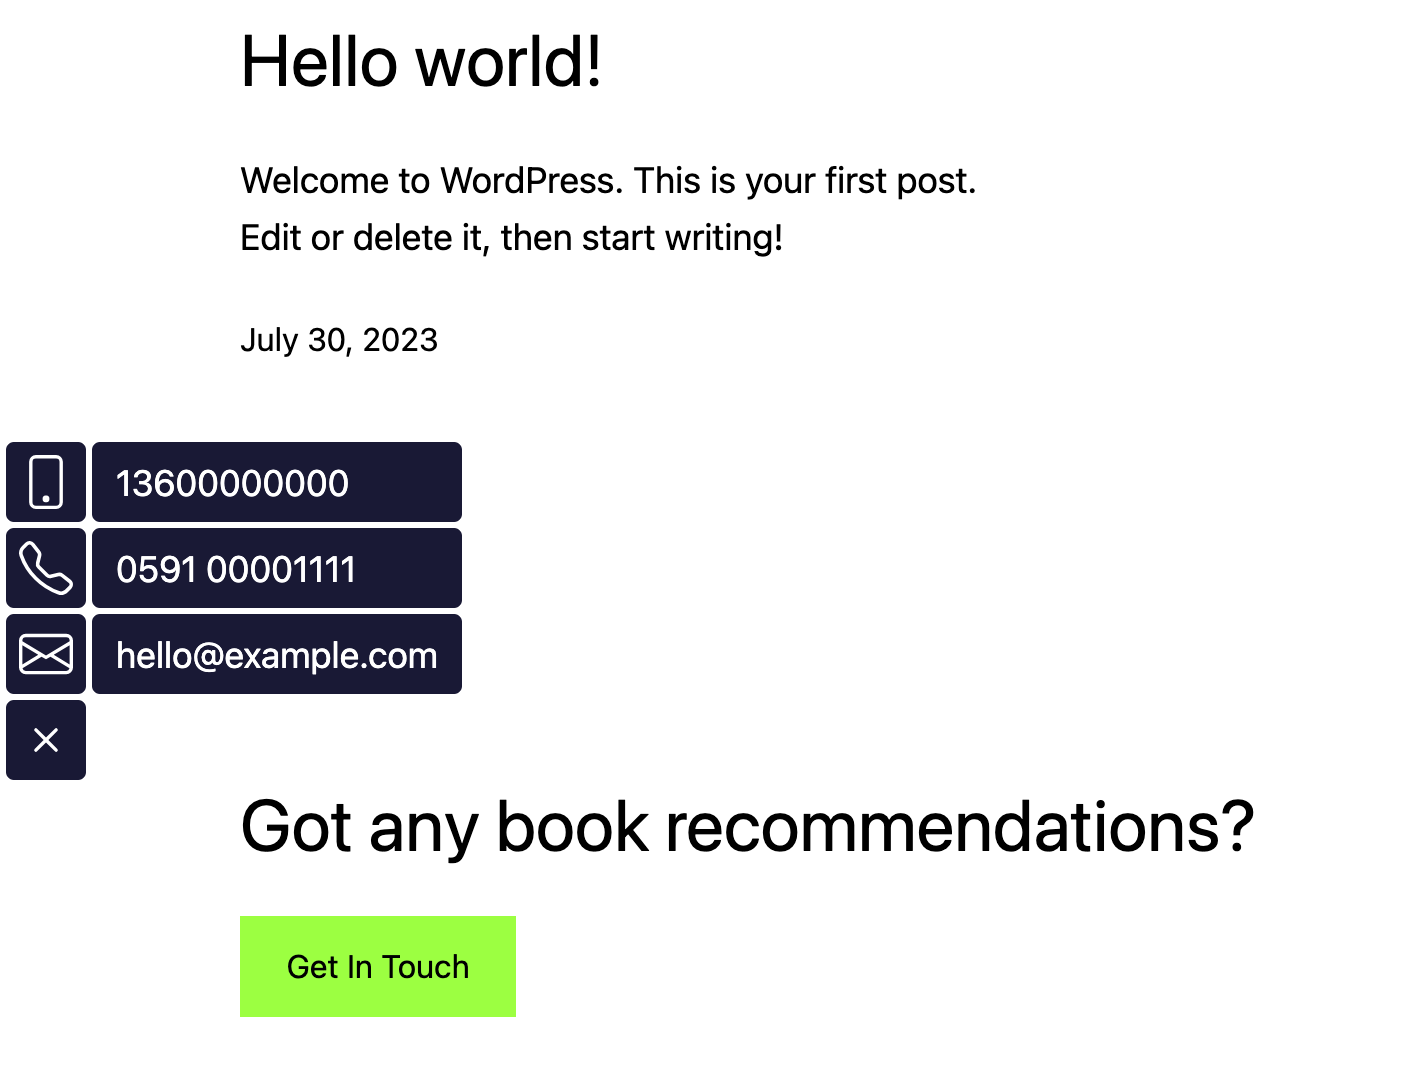 Hello world!
Welcome to WordPress. This is your first post.
Edit or delete it, then start writing!
July 30, 2023
13600000000
0591 00001111
hello@example.com
Got any book recommendations?
Get In Touch